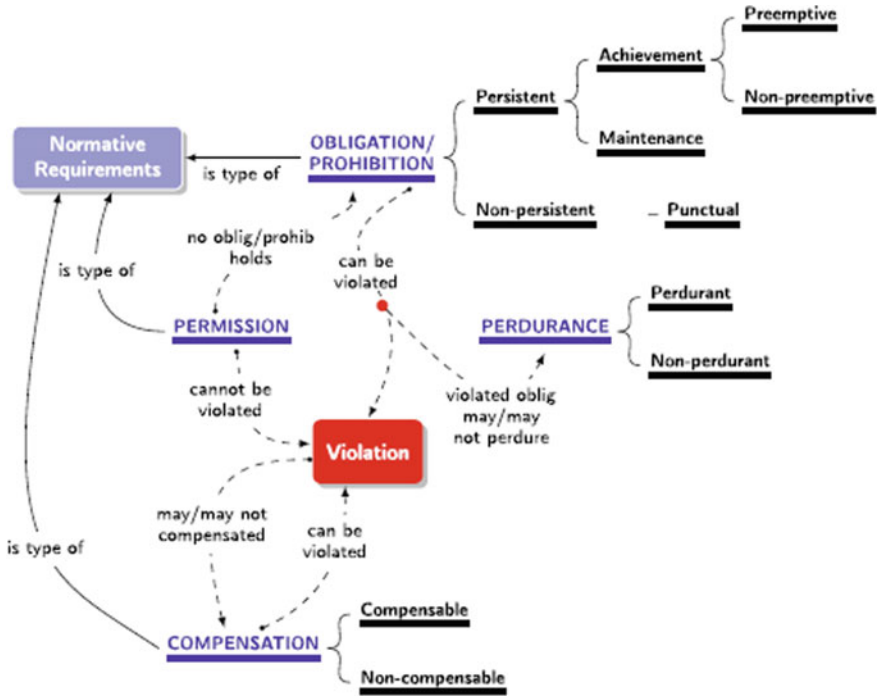 Preemptive
Achievement
Persistent
Non-preemptive
Normative
Requirements
OBLIGATION/
PROHIBITION
Maintenance
is type of
Non-persistent
– Punctual
no oblig/prohib
holds
can be
violated
is type of
Perdurant
PERMISSION
PERDURANCE
Non-perdurant
cannot be
violated
violated oblig
may/may
not perdure
Violation
may/may not
compensated
can be
violated
is type of
Compensable
COMPENSATION
Non-compensable